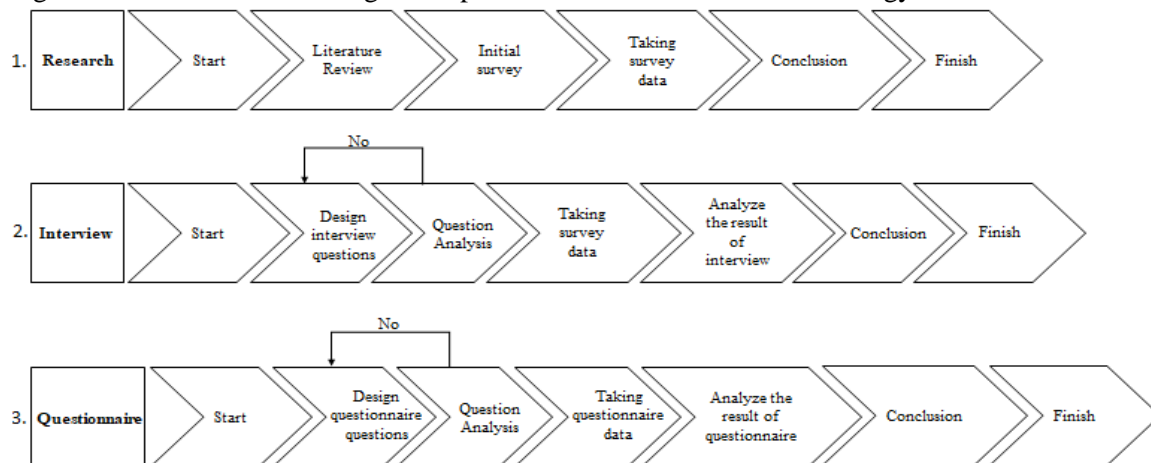 1. Research
Start
Literature
Review
Initial
survey
Taking
survey
data
Conclusion
Finish
No
2. Interview
Start
Design
interview
questions
Question
Analysis
Taking
survey
data
Analyze
the result
of
interview
Conclusion
Finish
No
3. Questionnaire
Start
Design
questionnaire
questions
Question
Analysis
Taking
questionnaire
data
Analyze the
result of
questionnaire
Conclusion
Finish